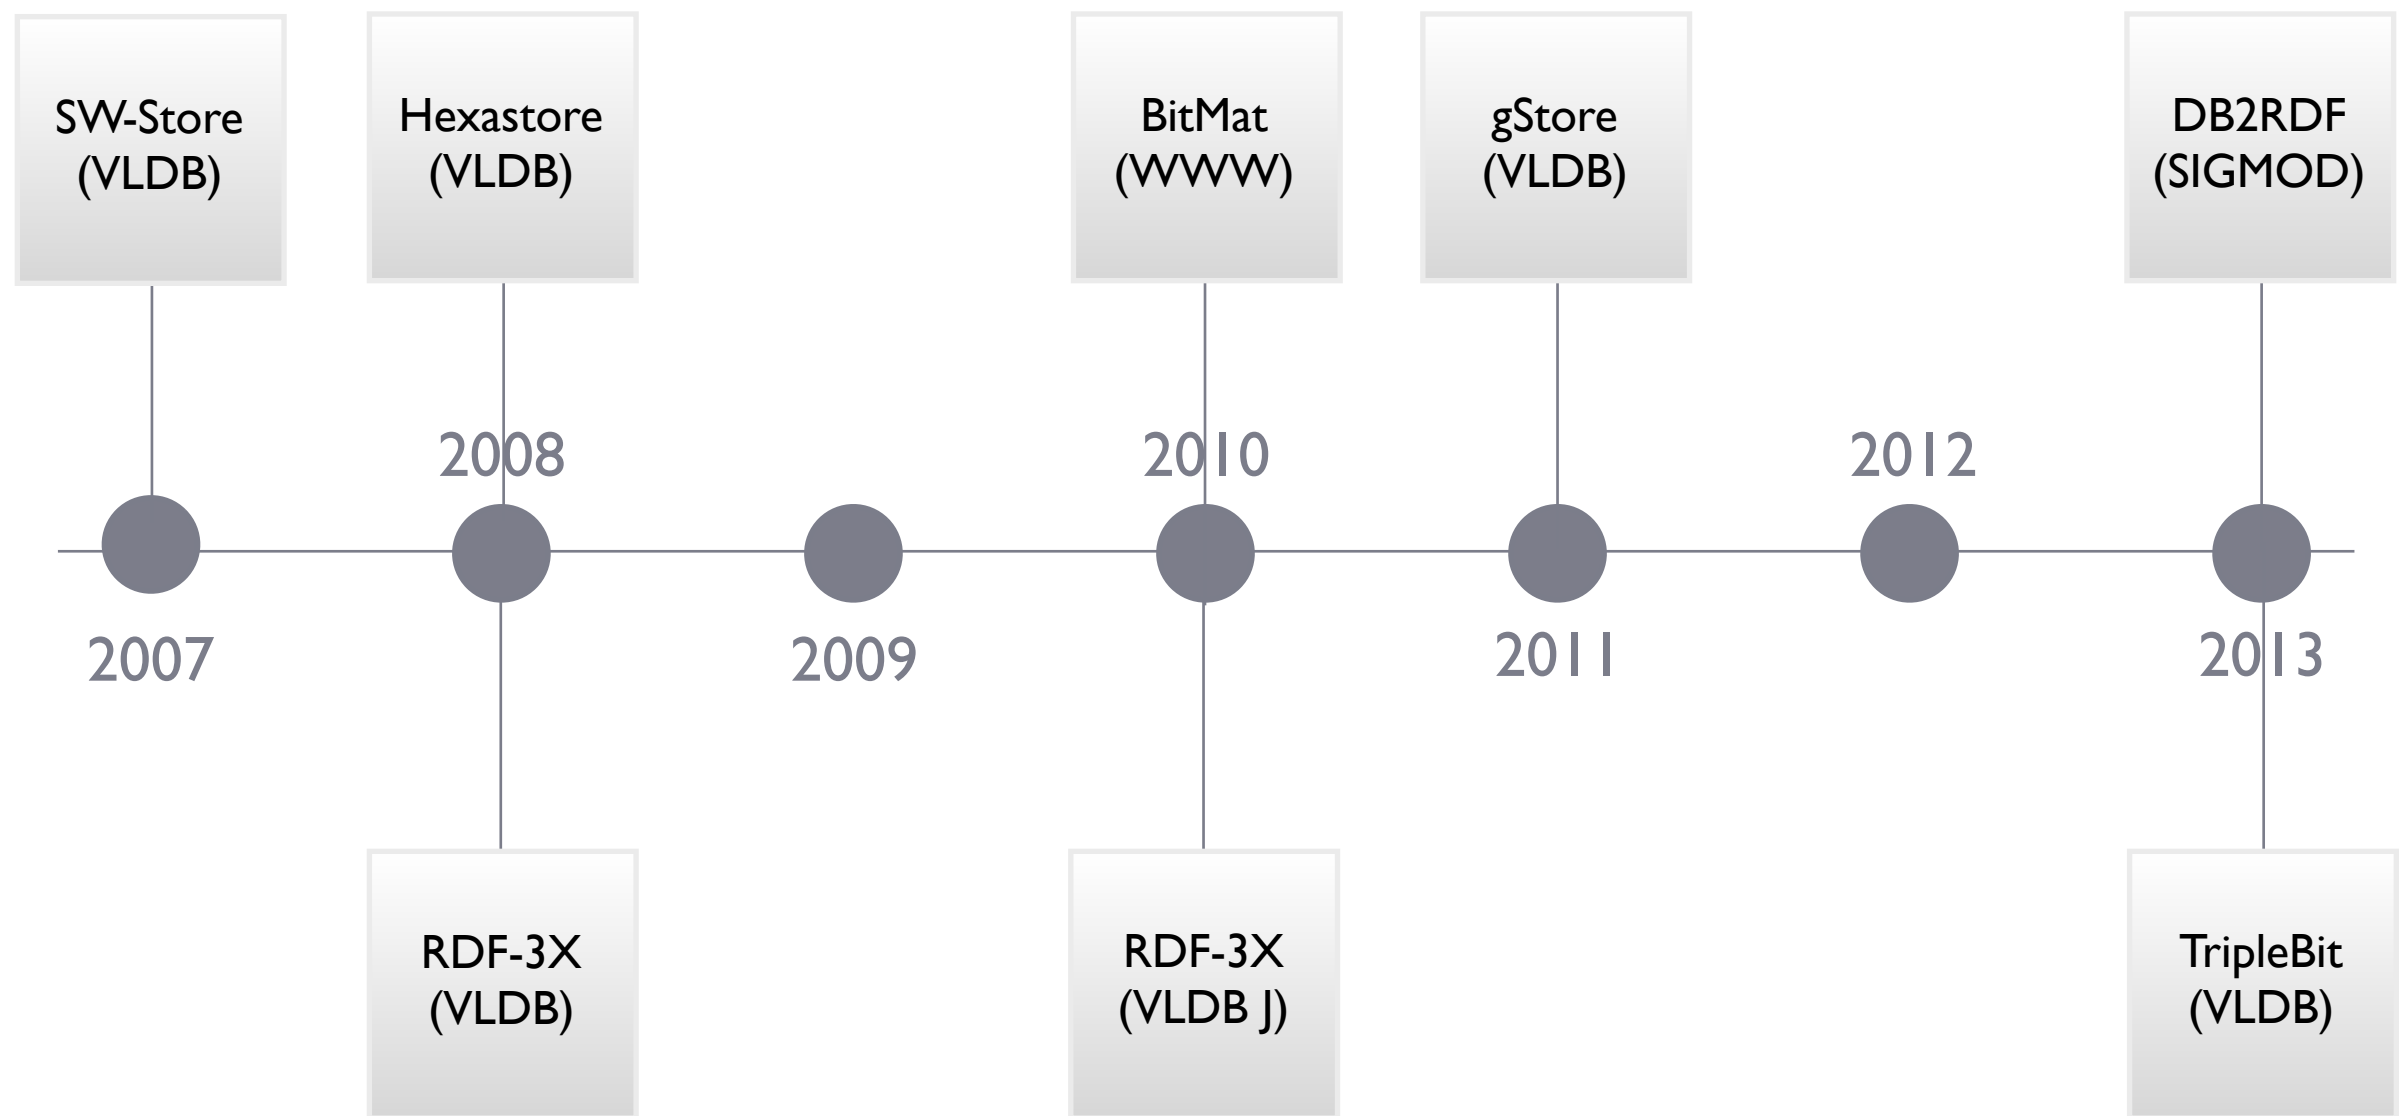 SW-Store
(VLDB)
Hexastore
(VLDB)
BitMat
(WWW)
gStore
(VLDB)
DB2RDF
(SIGMOD)
2008
2010
2012
2007
2009
2011
2013
RDF-3X
(VLDB)
RDF-3X
(VLDB J)
TripleBit
(VLDB)